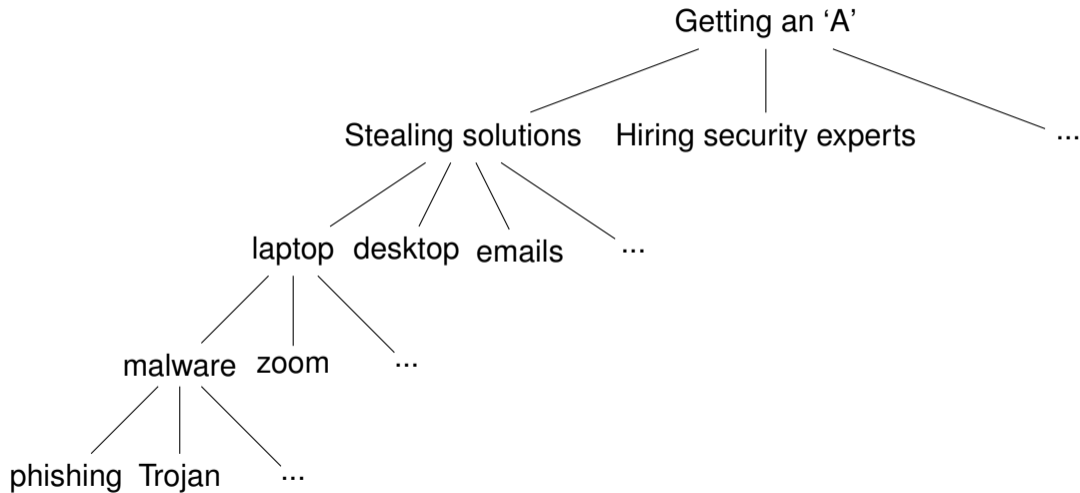 Getting an ‘A’
Stealing solutions Hiring security experts ...
laptop desktop emails ...
malware zoom ...
phishing Trojan ...